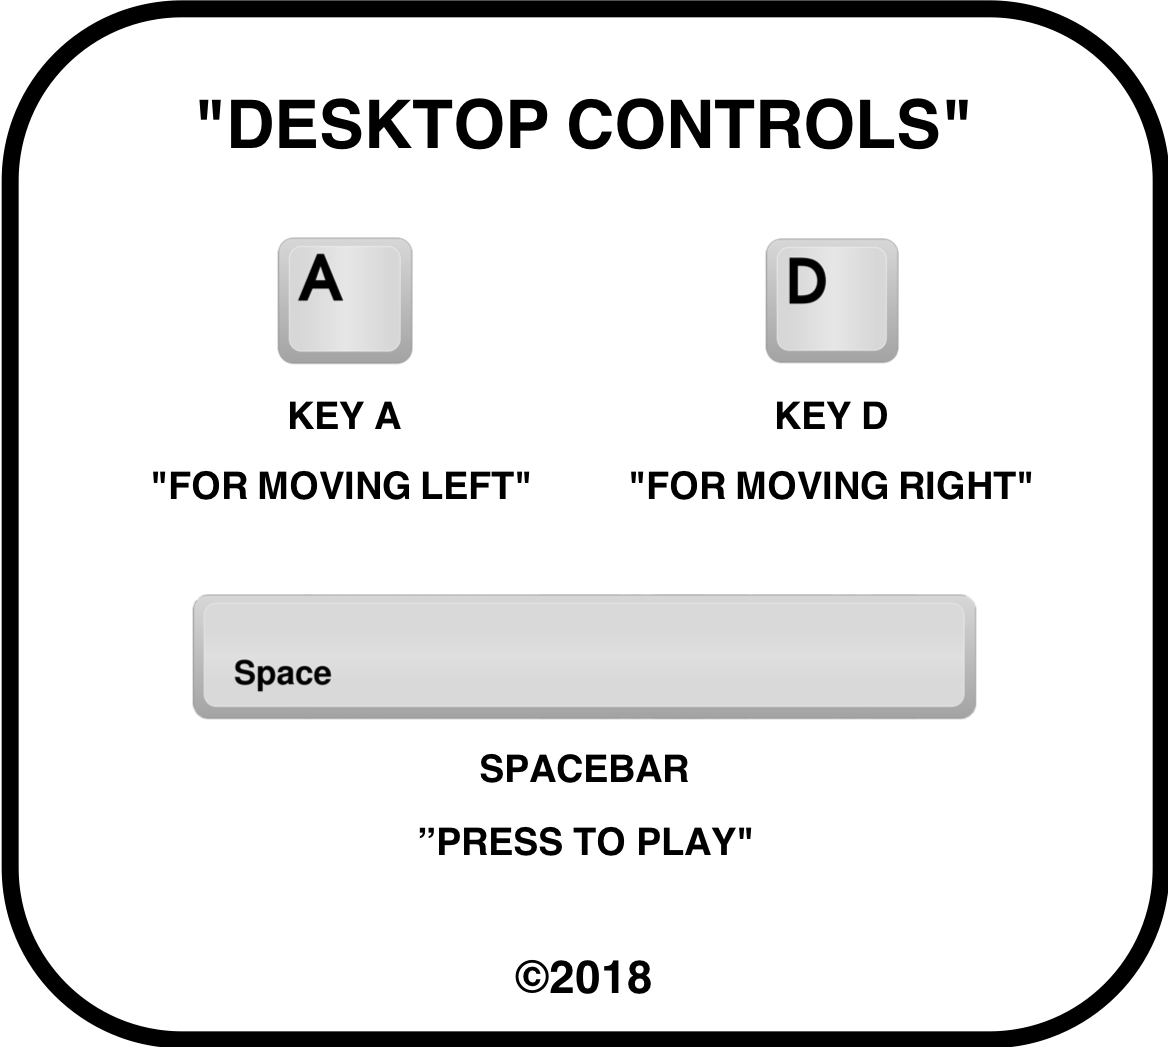 "DESKTOP CONTROLS"
A
D
KEY A
KEY D
"FOR MOVING LEFT"
"FOR MOVING RIGHT"
Space
SPACEBAR
”PRESS TO PLAY"
©2018